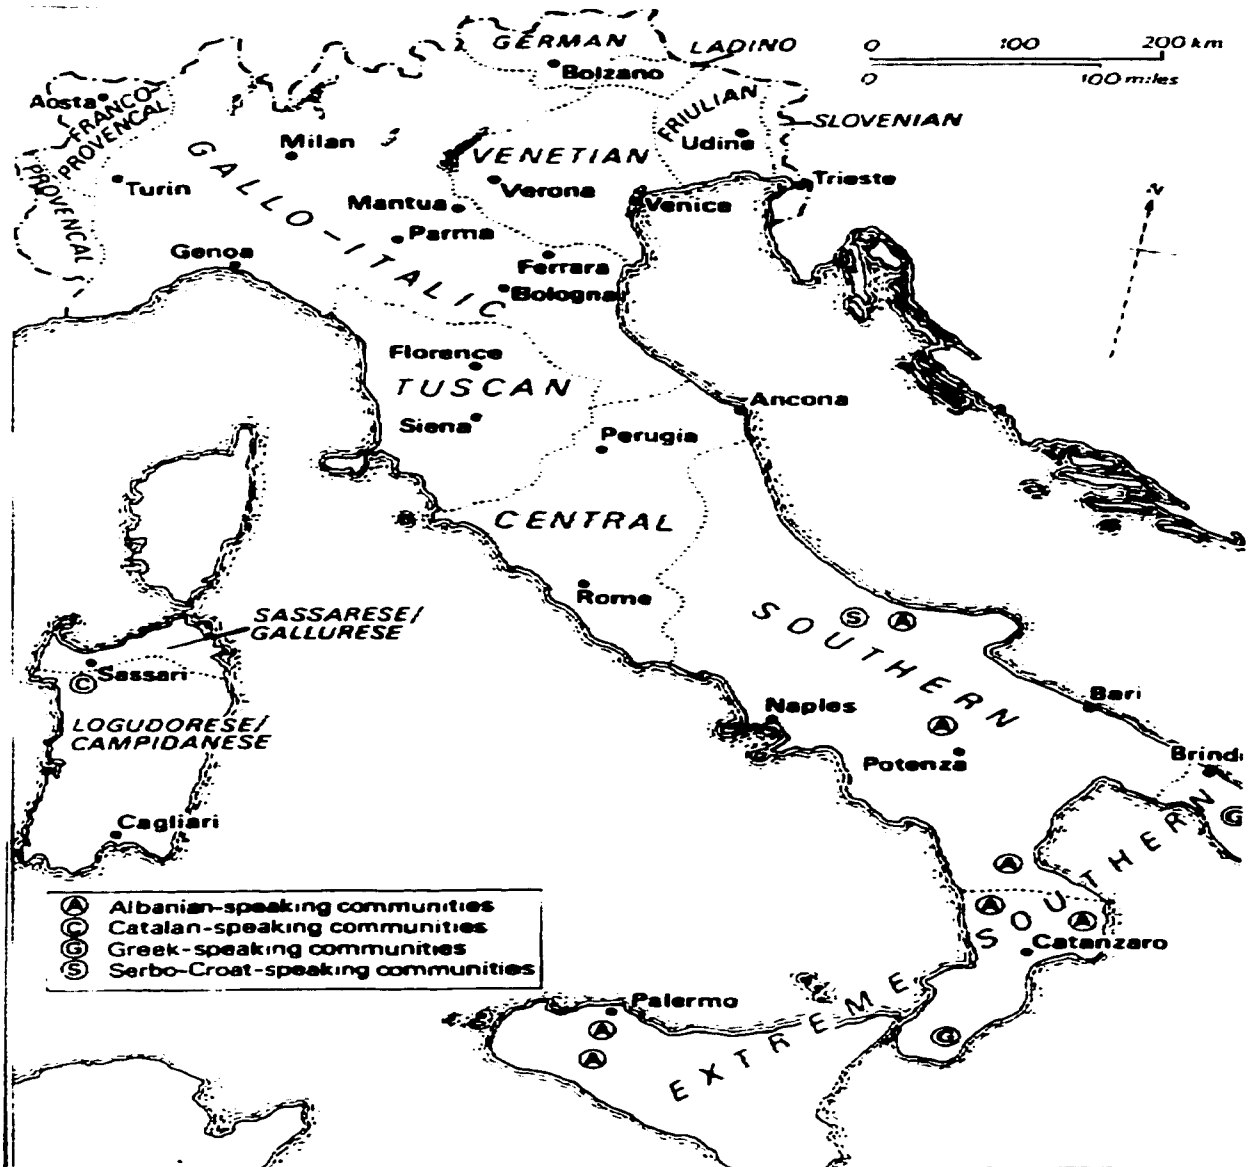 GERMAN
LADINO
0 100 200 km
0 100 miles
Bolzano
Aosta
FRANCO-
PROVENCAL
PROVENCAL
FRIULIAN
Udine
SLOVENIAN
Milan
GALLO-ITALIC
VENETIAN
Turin
Verona
Trieste
Mantua
Venice
N
Parma
Genoa
Ferrara
Bologna
Florence
TUSCAN
Siena
Ancona
Perugia
CENTRAL
Rome
SASSARESE/
GALLURESE
S
A
SOUTHERN
Sassari
C
LOGUDORESE/
CAMPIDANESE
Naples
Bari
A
Potenza
Brindi
Cagliari
G
A
A
A
Catanzaro
EXTREME SOUTHERN
A Albanian-speaking communities
C Catalan-speaking communities
G Greek-speaking communities
S Serbo-Croat-speaking communities
Palermo
A
A
G